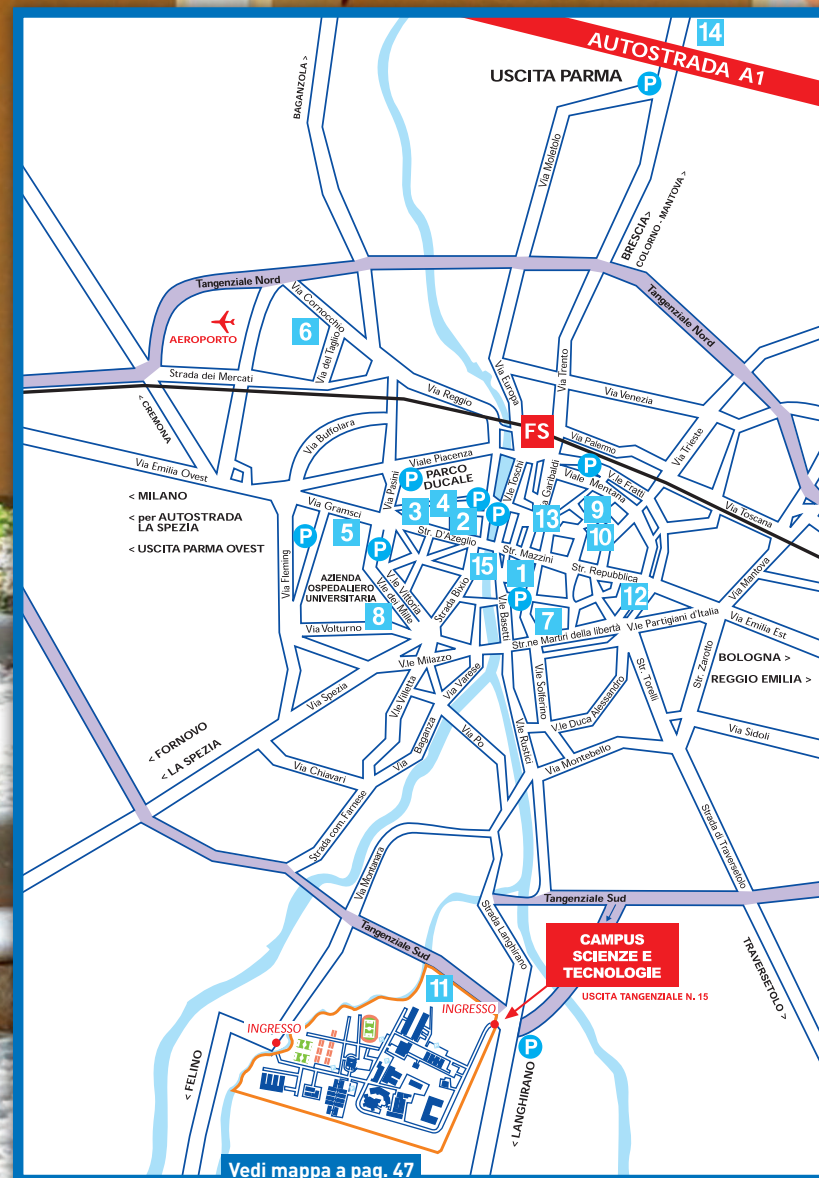 14
AUTOSTRADA A1
USCITA PARMA
P
BAGANZOLA >
Via Moletolo
BRESCIA>
COLORNO - MANTOVA >
Tangenziale Nord
Tangenziale Nord
AEROPORTO
6
Via Cornocchio
Via del Taglio
Strada dei Mercati
Via Reggio
Via Europa
Via Trento
Via Venezia
< CREMONA
FS
Via Palermo
Via Trieste
Via Buffolara
Via Emilia Ovest
Viale Piacenza
V.le Toschi
P
Viale Mentana
V.le Fratti
Via Toscana
< MILANO
< per AUTOSTRADA
LA SPEZIA
< USCITA PARMA OVEST
Via Pasini
P
PARCO
DUCALE
P
P
a Garibaldi
Via Gramsci
3
4
2
13
9
10
5
P
P
Str. D'Azeglio
Str. Mazzini
Str. Repubblica
Via Mantova
Via Fleming
AZIENDA
OSPEDALIERO
UNIVERSITARIA
V.le Vittoria
V.le dei Mille
Strada Bixo
15
1
P
12
8
7
V.le Basetti
Via Volturno
Str.ne Martiri della libertà
V.le Partigiani d'Italia
Via Emilia Est
BOLOGNA >
REGGIO EMILIA >
V.le Milazzo
Via Spezia
V.le Villetta
Via Varese
V.le Solferino
V.le Duca Alessandro
Str. Torelli
Str. Zarotto
< FORNOVO
< LA SPEZIA
Via Baganza
Via Po
V.le Rustici
Via Montebello
Via Sidoli
Via Chiavari
Strada com. Farnese
Via Montanara
Strada di Traversetolo
Tangenziale Sud
Tangenziale Sud
Strada Langhirano
CAMPUS
SCIENZE E
TECNOLOGIE
USCITA TANGENZIALE N. 15
TRAVERSETOLO >
11
INGRESSO
INGRESSO
P
< FELINO
< LANGHIRANO
Vedi mappa a pag. 47